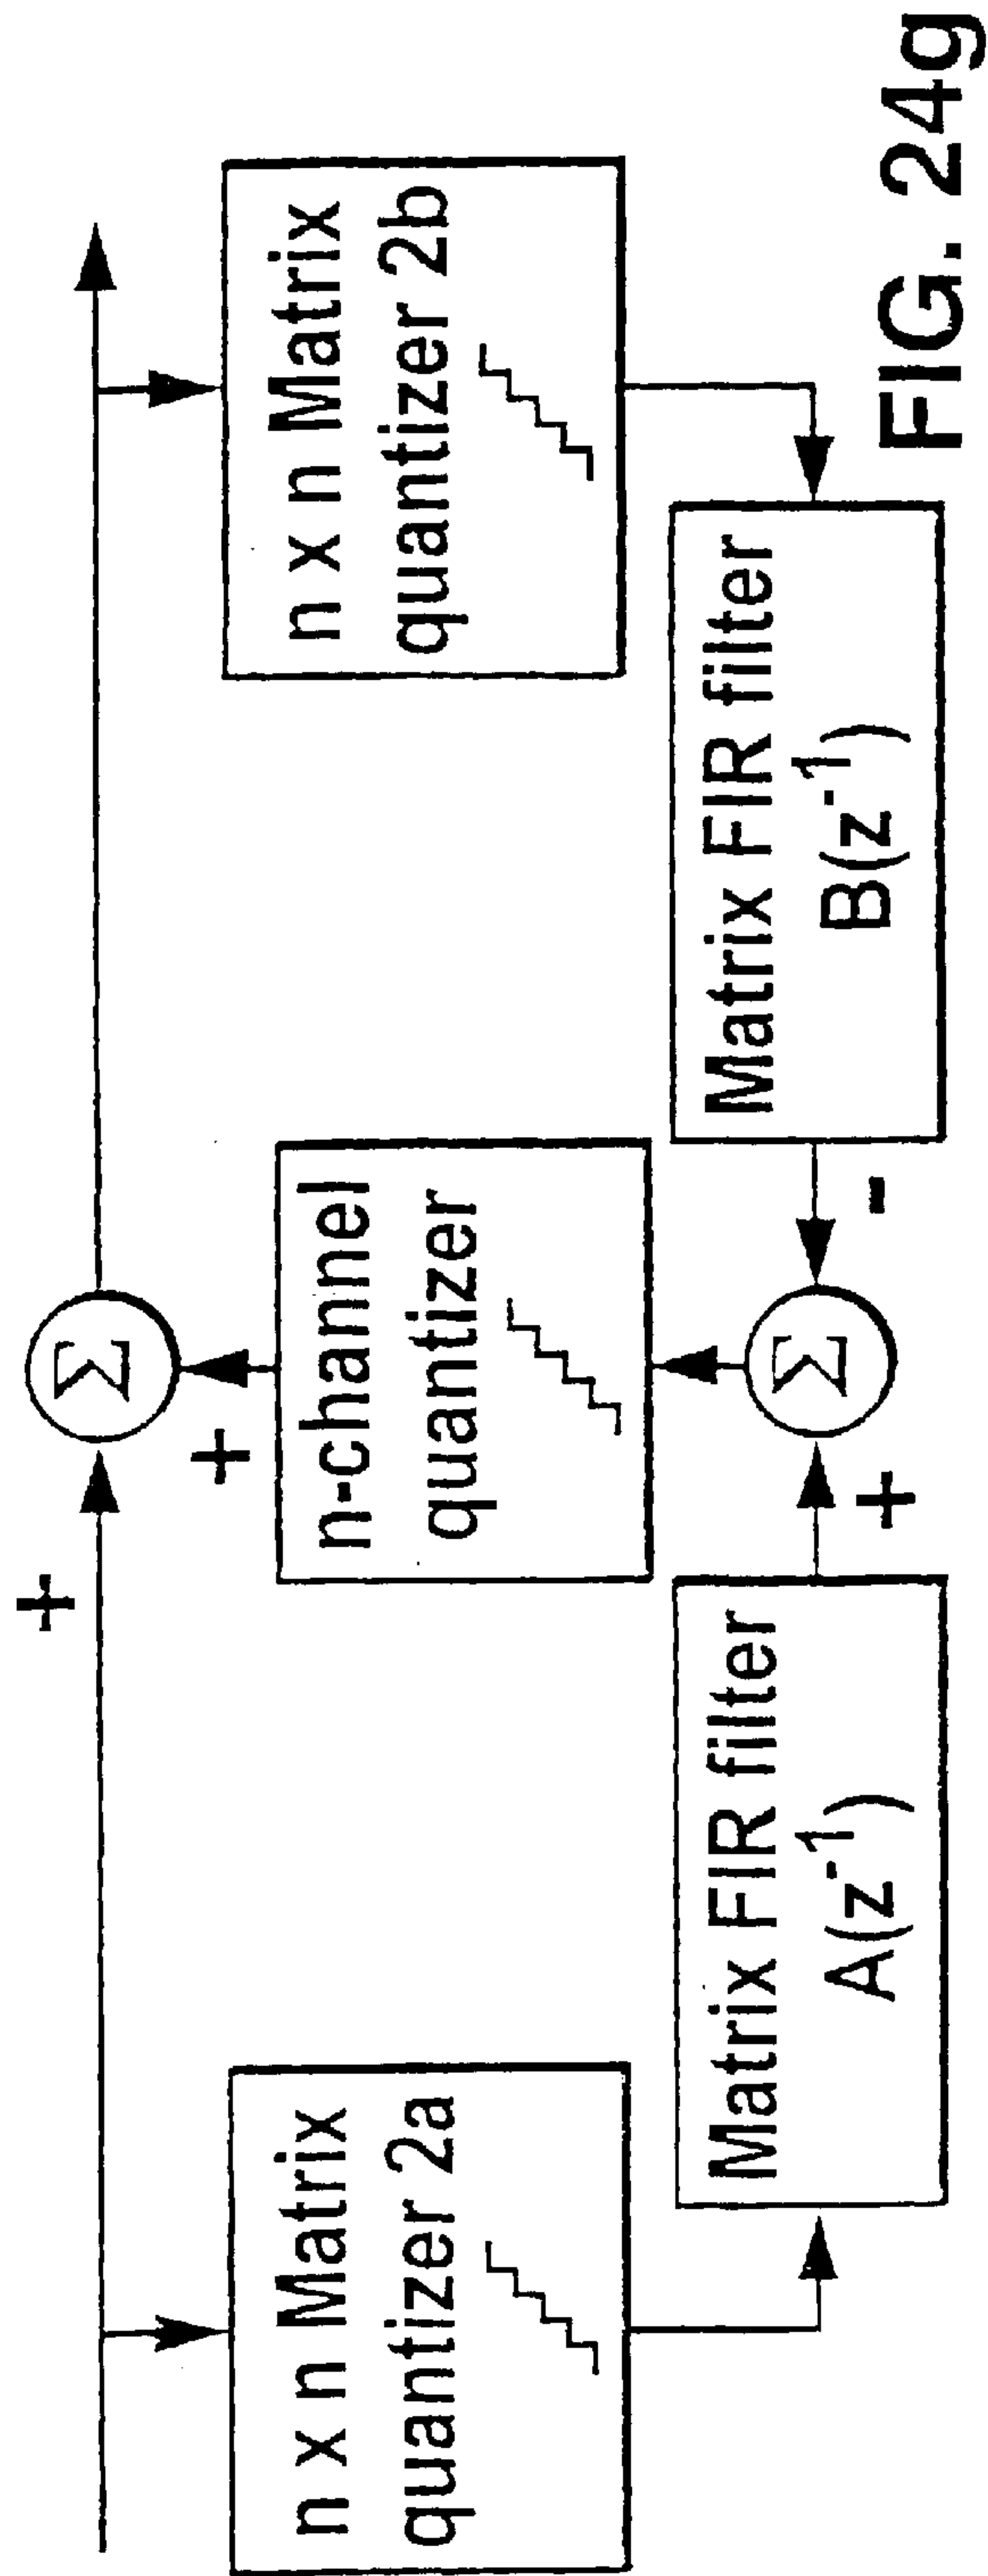 +
Σ
n x n Matrix
quantizer 2a
+
n-channel
quantizer
n x n Matrix
quantizer 2b
Matrix FIR filter
A(z⁻¹)
+
Σ
-
Matrix FIR filter
B(z⁻¹)
FIG. 24g